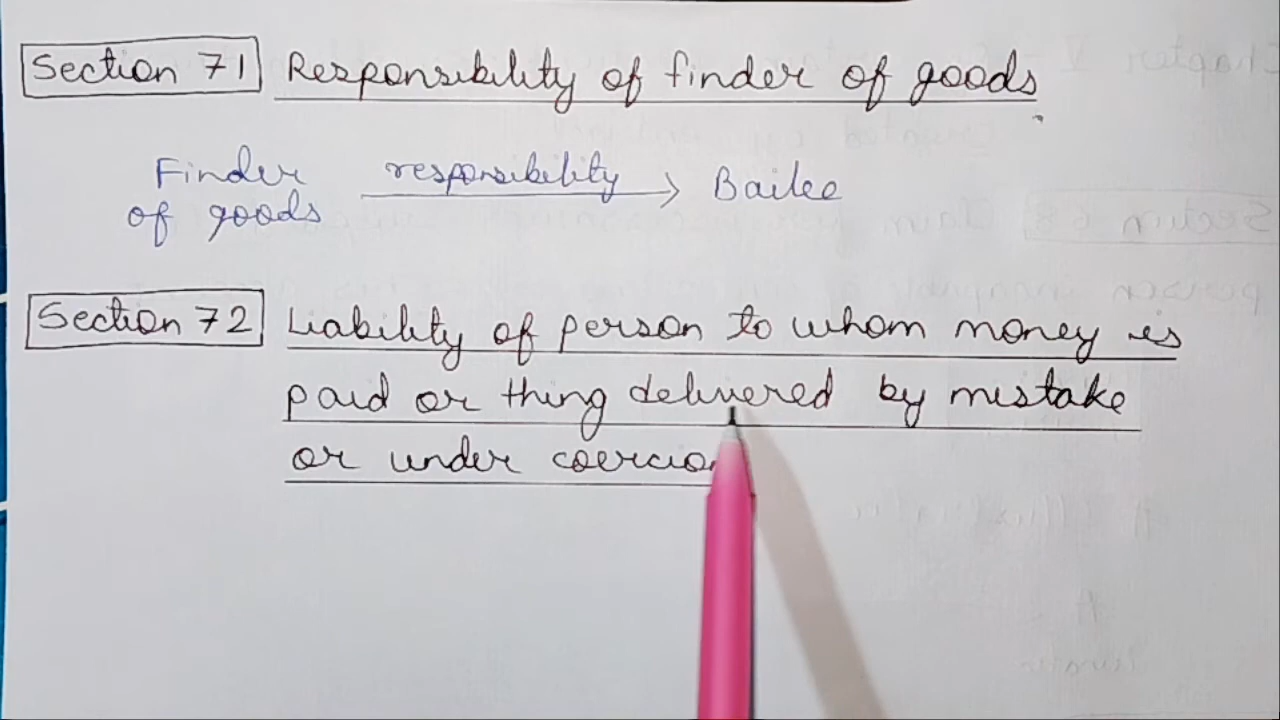 Section 71 Responsibility of finder of goods
Finder of goods responsibility → Bailee
Section 72 Liability of person to whom money is
paid or thing delivered by mistake
or under coercion